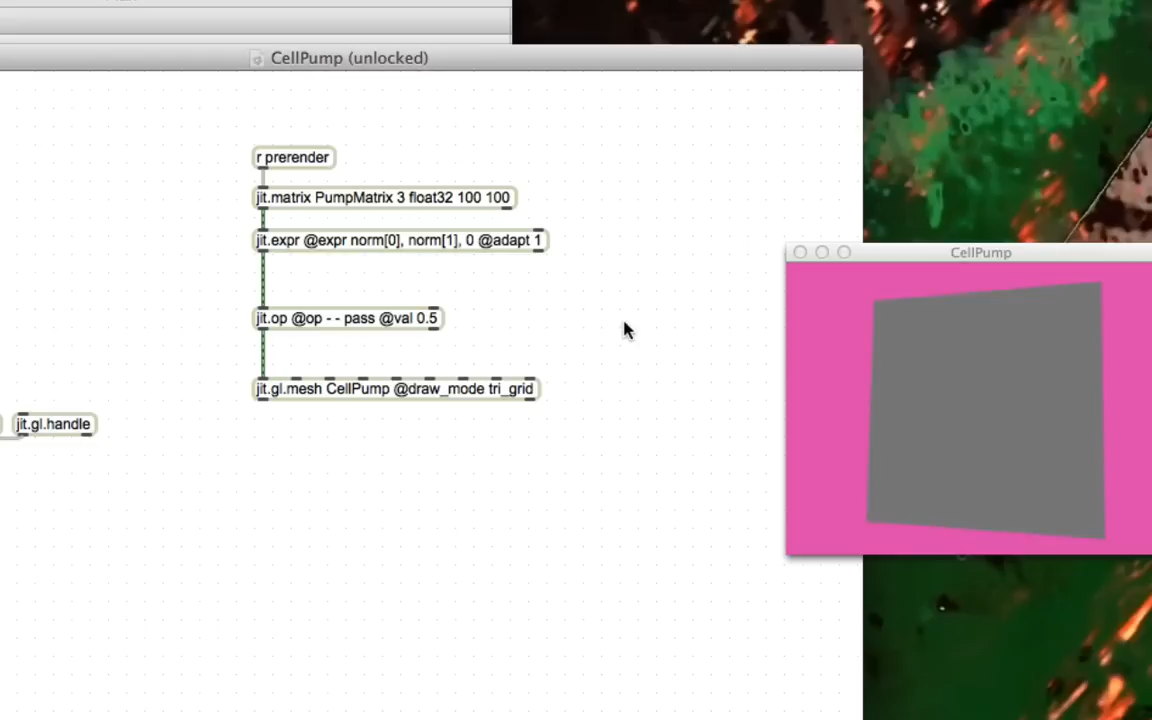 CellPump (unlocked)
r prerender
jit.matrix PumpMatrix 3 float32 100 100
jit.expr @expr norm[0], norm[1], 0 @adapt 1
CellPump
jit.op @op - - pass @val 0.5
jit.gl.mesh CellPump @draw_mode tri_grid
jit.gl.handle